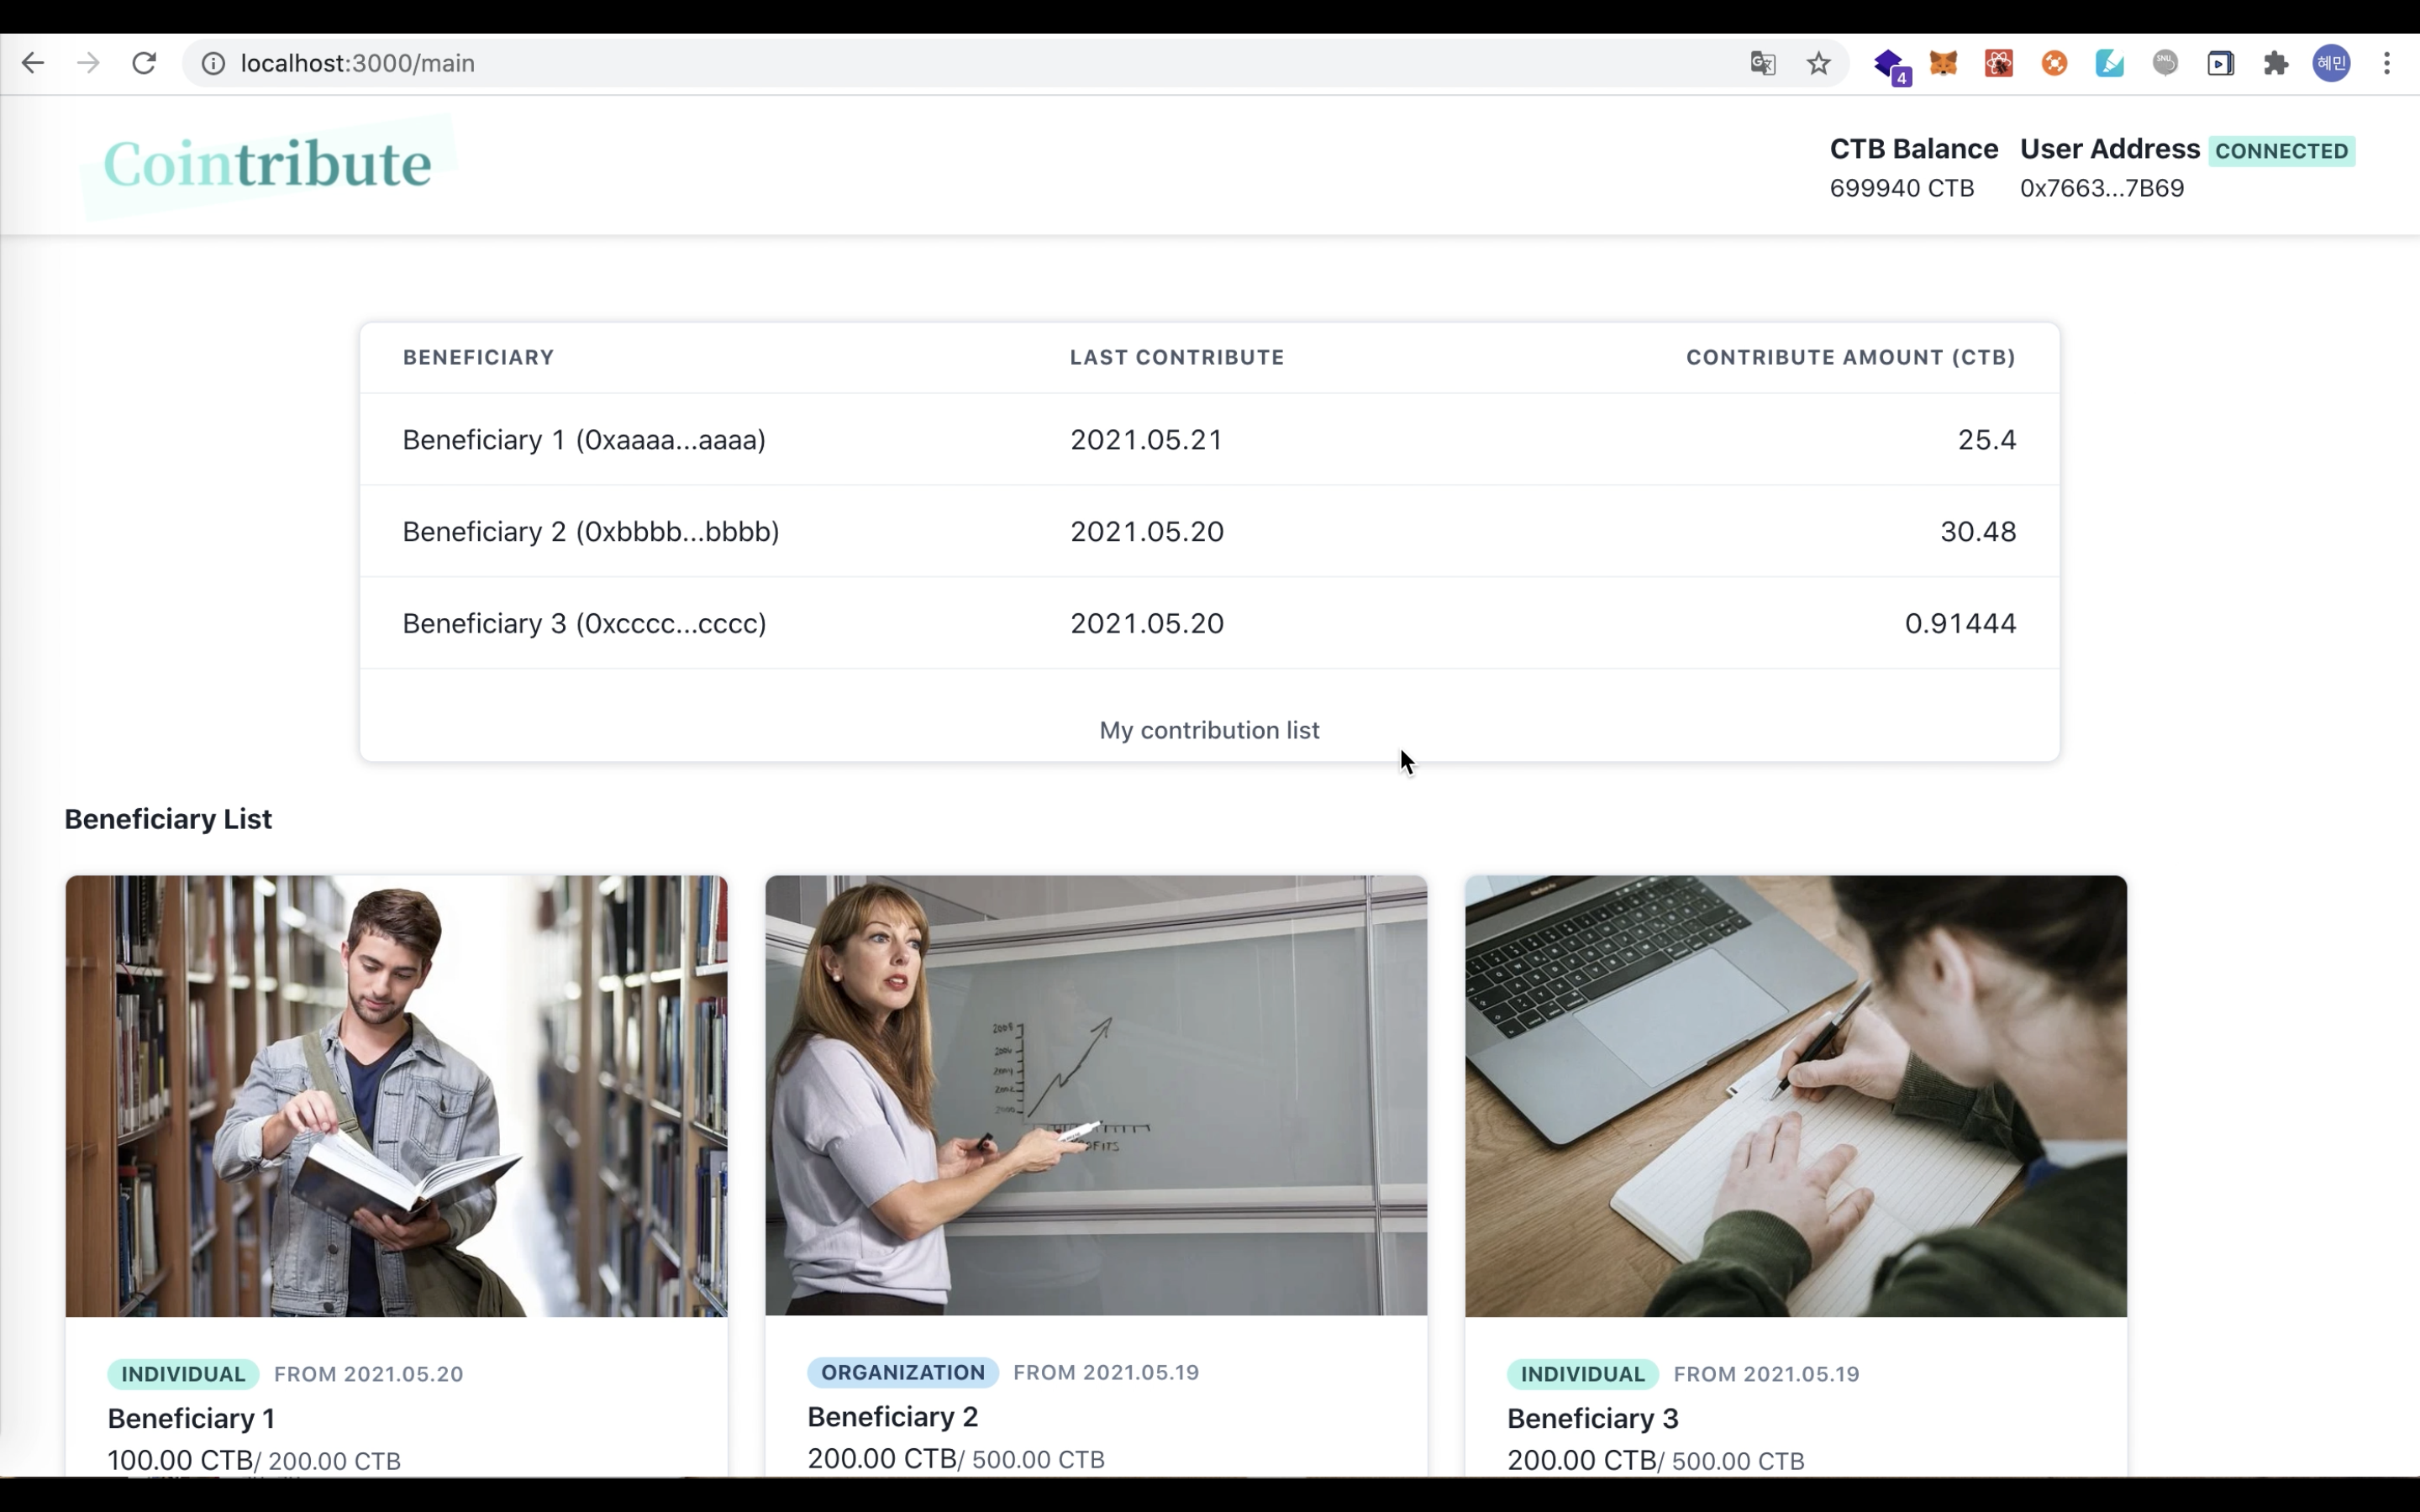 localhost:3000/main
4
SNU
혜민
Cointribute
CTB Balance User Address CONNECTED
699940 CTB 0x7663...7B69
BENEFICIARY LAST CONTRIBUTE CONTRIBUTE AMOUNT (CTB)
Beneficiary 1 (0xaaaa...aaaa) 2021.05.21 25.4
Beneficiary 2 (0xbbbb...bbbb) 2021.05.20 30.48
Beneficiary 3 (0xcccc...cccc) 2021.05.20 0.91444
My contribution list
Beneficiary List
INDIVIDUAL FROM 2021.05.20
Beneficiary 1
100.00 CTB/ 200.00 CTB
ORGANIZATION FROM 2021.05.19
Beneficiary 2
200.00 CTB/ 500.00 CTB
INDIVIDUAL FROM 2021.05.19
Beneficiary 3
200.00 CTB/ 500.00 CTB